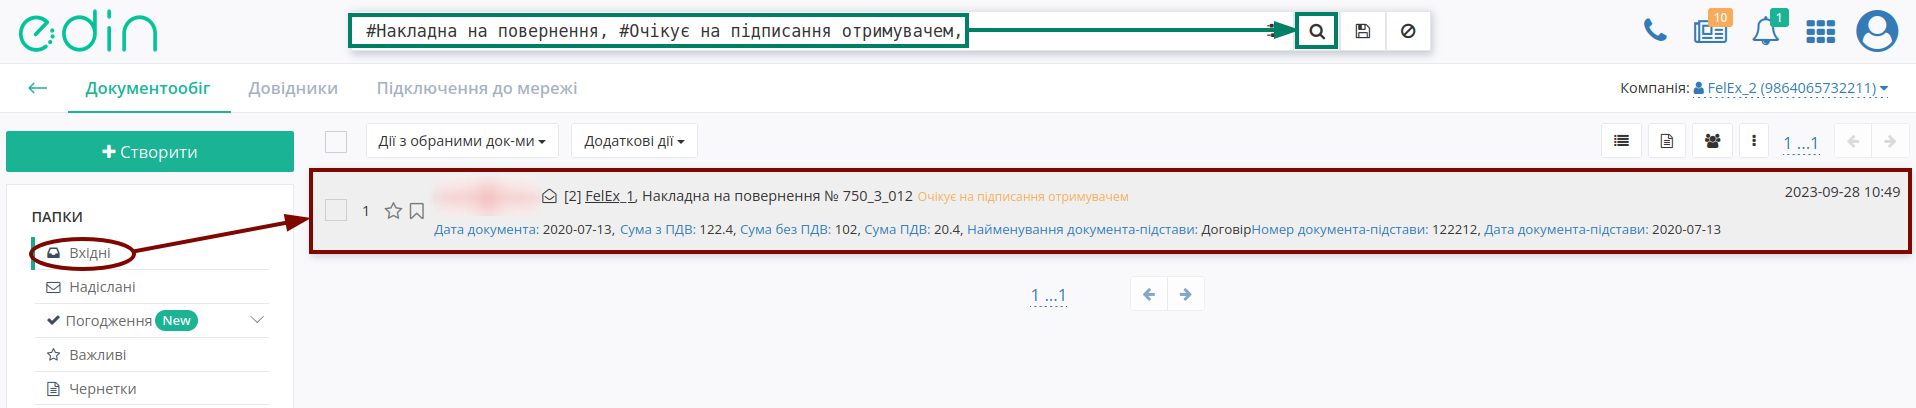 edin
#Накладна на повернення, #Очікує на підписання отримувачем,
10
1
Документообіг
Довідники
Підключення до мережі
Компанія: FelEx_2 (9864065732211)
Створити
Дії з обраними док-ми
Додаткові дії
1 ...1
ПАПКИ
Вхідні
Надіслані
Погодження New
Важливі
Чернетки
1
[2] FelEx_1, Накладна на повернення № 750_3_012 Очікує на підписання отримувачем
2023-09-28 10:49
Дата документа: 2020-07-13, Сума з ПДВ: 122.4, Сума без ПДВ: 102, Сума ПДВ: 20.4, Найменування документа-підстави: ДоговірНомер документа-підстави: 122212, Дата документа-підстави: 2020-07-13
1 ...1